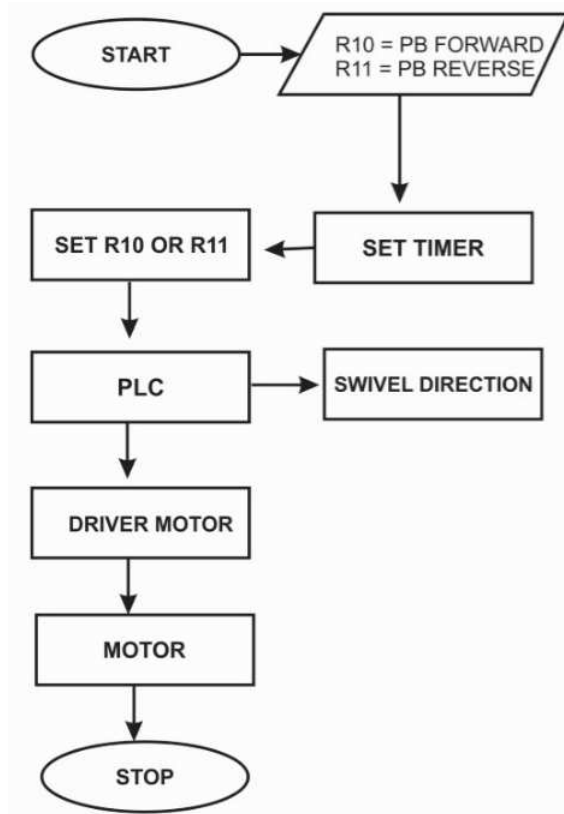 START
R10 = PB FORWARD
R11 = PB REVERSE
SET TIMER
SET R10 OR R11
PLC
SWIVEL DIRECTION
DRIVER MOTOR
MOTOR
STOP